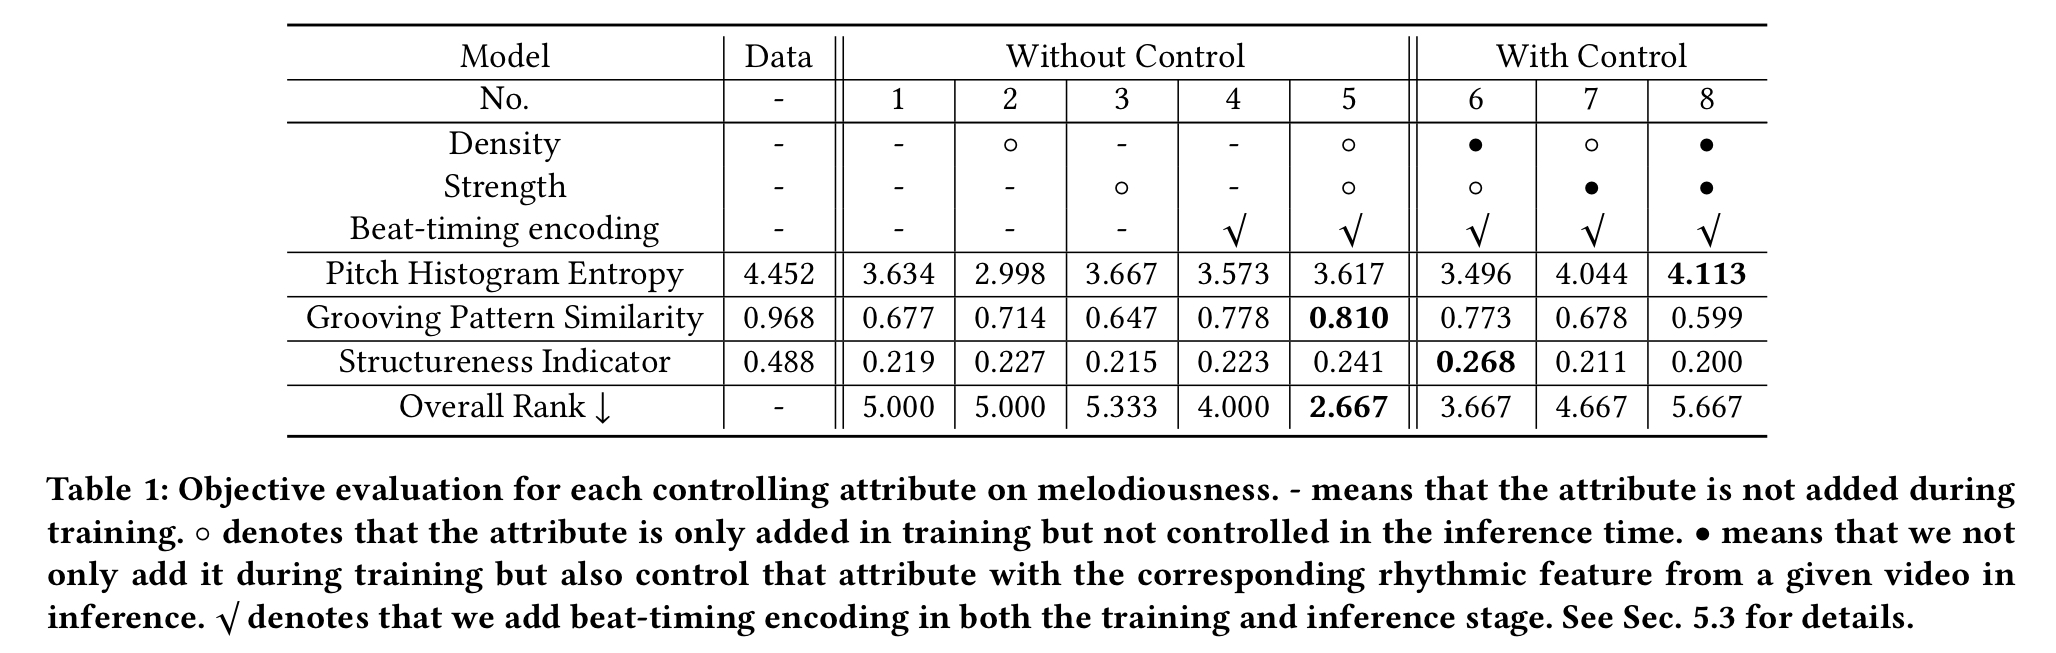 Model Data Without Control With Control
No. - 1 2 3 4 5 6 7 8
Density - - ○ - - ○ ● ○ ●
Strength - - - ○ - ○ ○ ● ●
Beat-timing encoding - - - - √ √ √ √ √
Pitch Histogram Entropy 4.452 3.634 2.998 3.667 3.573 3.617 3.496 4.044 4.113
Grooving Pattern Similarity 0.968 0.677 0.714 0.647 0.778 0.810 0.773 0.678 0.599
Structureness Indicator 0.488 0.219 0.227 0.215 0.223 0.241 0.268 0.211 0.200
Overall Rank ↓ - 5.000 5.000 5.333 4.000 2.667 3.667 4.667 5.667
Table 1: Objective evaluation for each controlling attribute on melodiousness. - means that the attribute is not added during
training. ○ denotes that the attribute is only added in training but not controlled in the inference time. ● means that we not
only add it during training but also control that attribute with the corresponding rhythmic feature from a given video in
inference. √ denotes that we add beat-timing encoding in both the training and inference stage. See Sec. 5.3 for details.